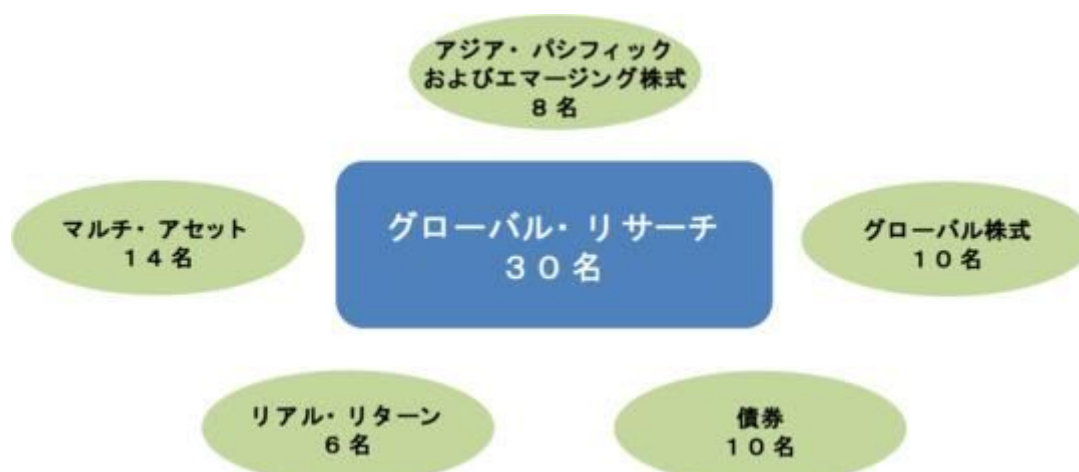 アジア・パシフィック
およびエマージング株式
８名
マルチ・アセット
１４名
グローバル・リサーチ
３０名
グローバル株式
１０名
リアル・リターン
６名
債券
１０名